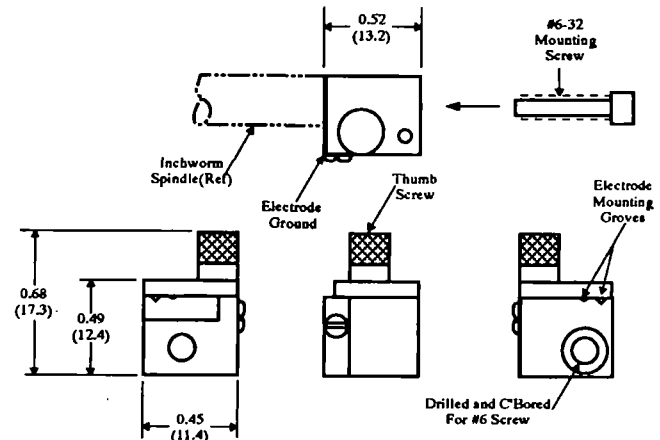 0.52
(13.2)
#6-32
Mounting
Screw
Inchworm
Spindle(Ref)
Electrode
Ground
Thumb
Screw
Electrode
Mounting
Groves
0.68
(17.3)
0.49
(12.4)
0.45
(11.4)
Drilled and C'Bored
For #6 Screw